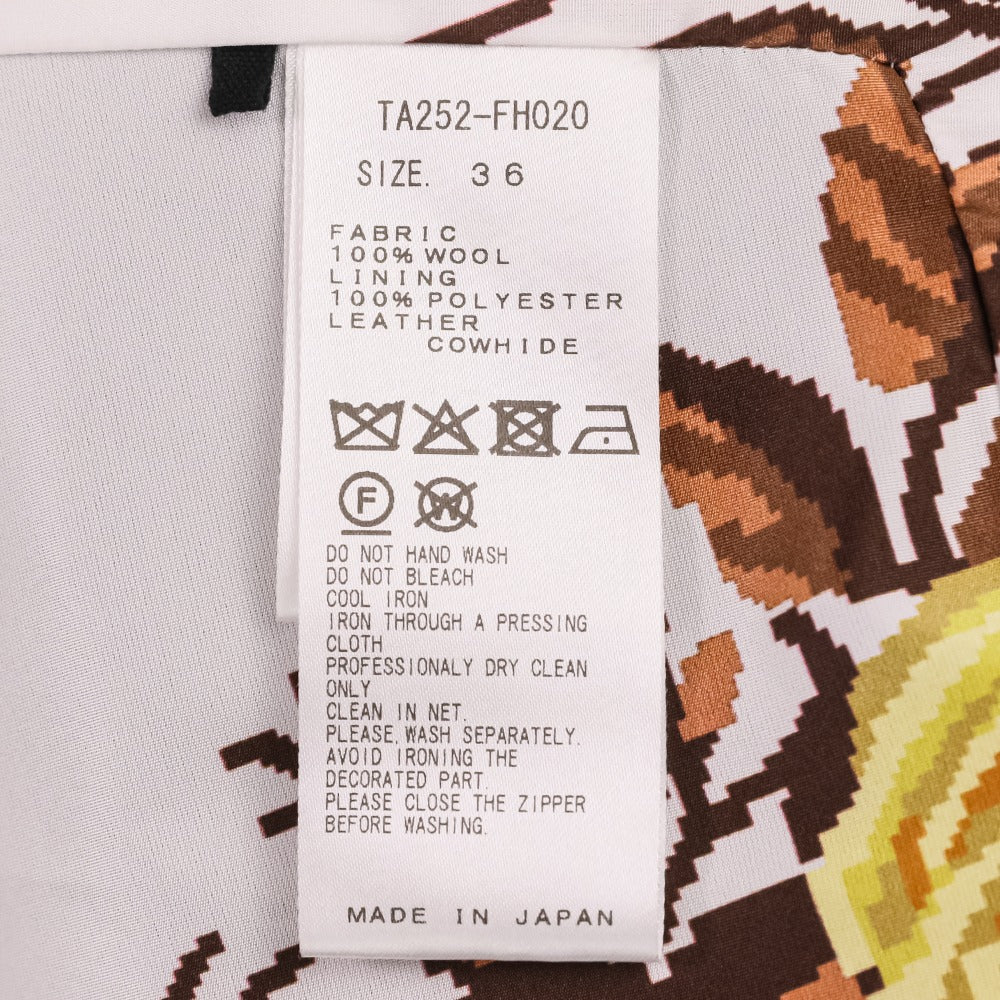 TA252-FH020
SIZE. 36
FABRIC
100% WOOL
LINING
100% POLYESTER
LEATHER
COWHIDE
F W
DO NOT HAND WASH
DO NOT BLEACH
COOL IRON
IRON THROUGH A PRESSING
CLOTH
PROFESSIONALY DRY CLEAN
ONLY
CLEAN IN NET.
PLEASE, WASH SEPARATELY.
AVOID IRONING THE
DECORATED PART.
PLEASE CLOSE THE ZIPPER
BEFORE WASHING.
MADE IN JAPAN